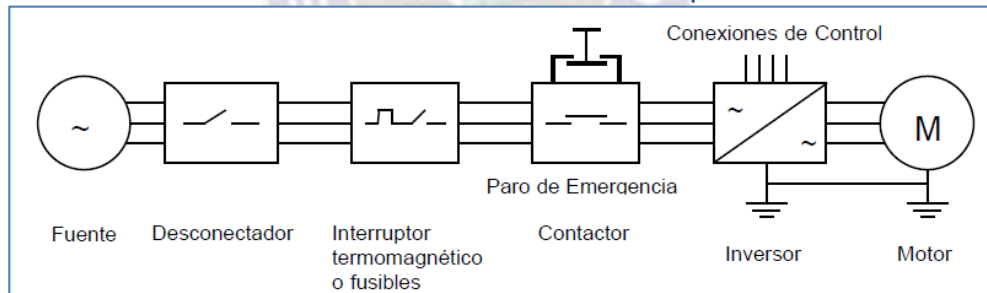 Conexiones de Control
~
~
~
M
Paro de Emergencia
Fuente
Desconectador
Interruptor
termomagnético
o fusibles
Contactor
Inversor
Motor